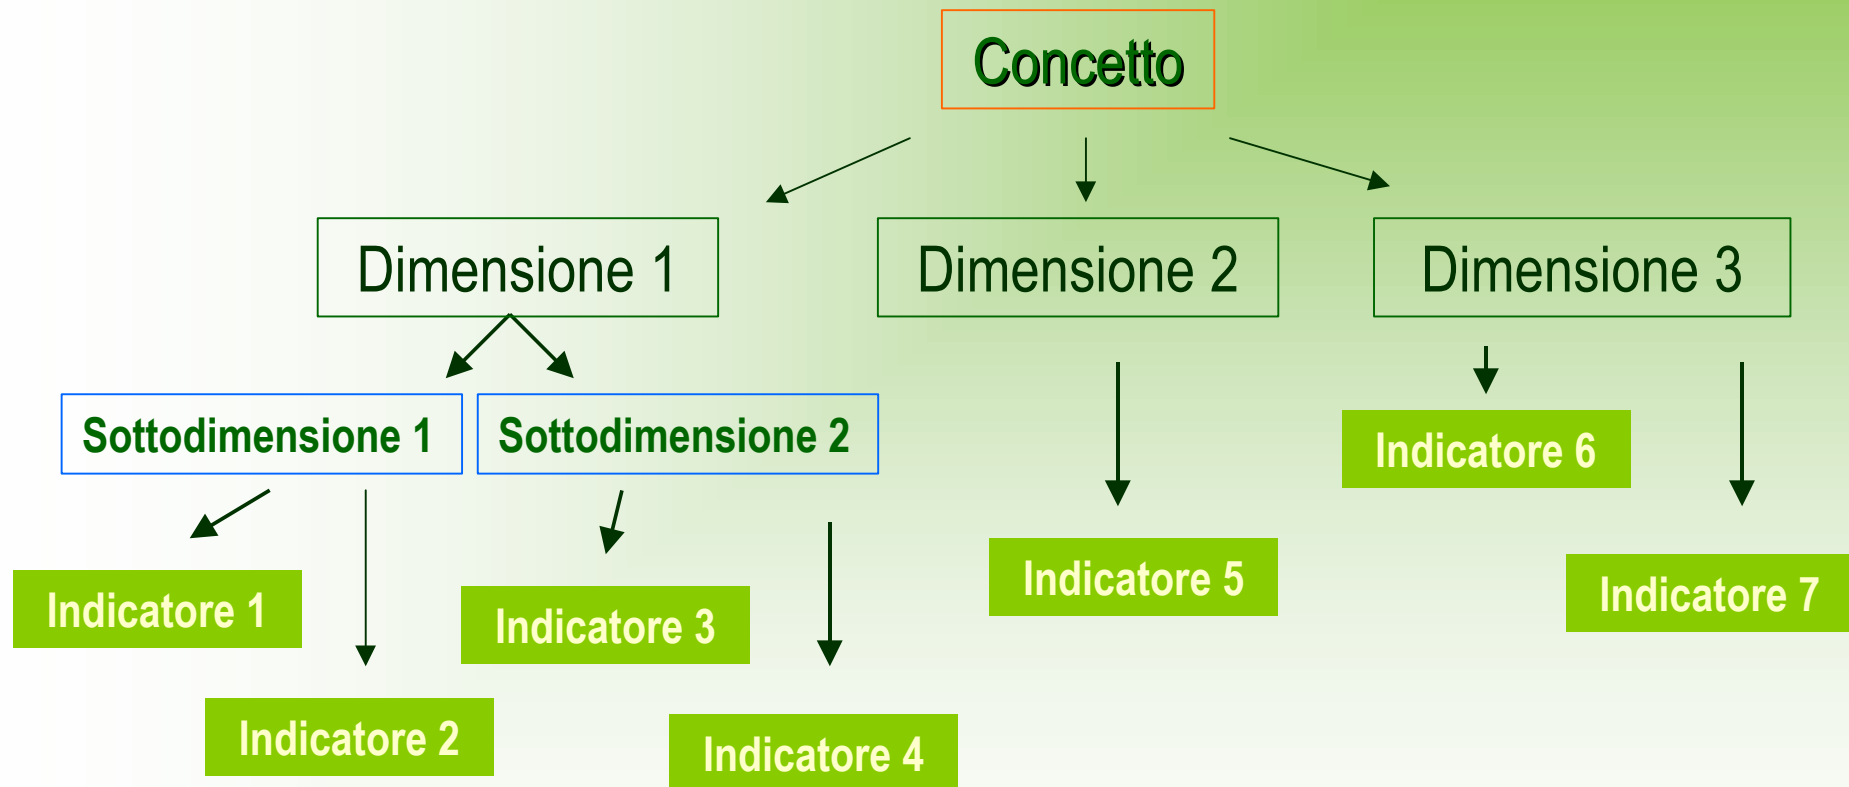 Concetto
Dimensione 1
Dimensione 2
Dimensione 3
Sottodimensione 1
Sottodimensione 2
Indicatore 6
Indicatore 5
Indicatore 7
Indicatore 1
Indicatore 3
Indicatore 2
Indicatore 4